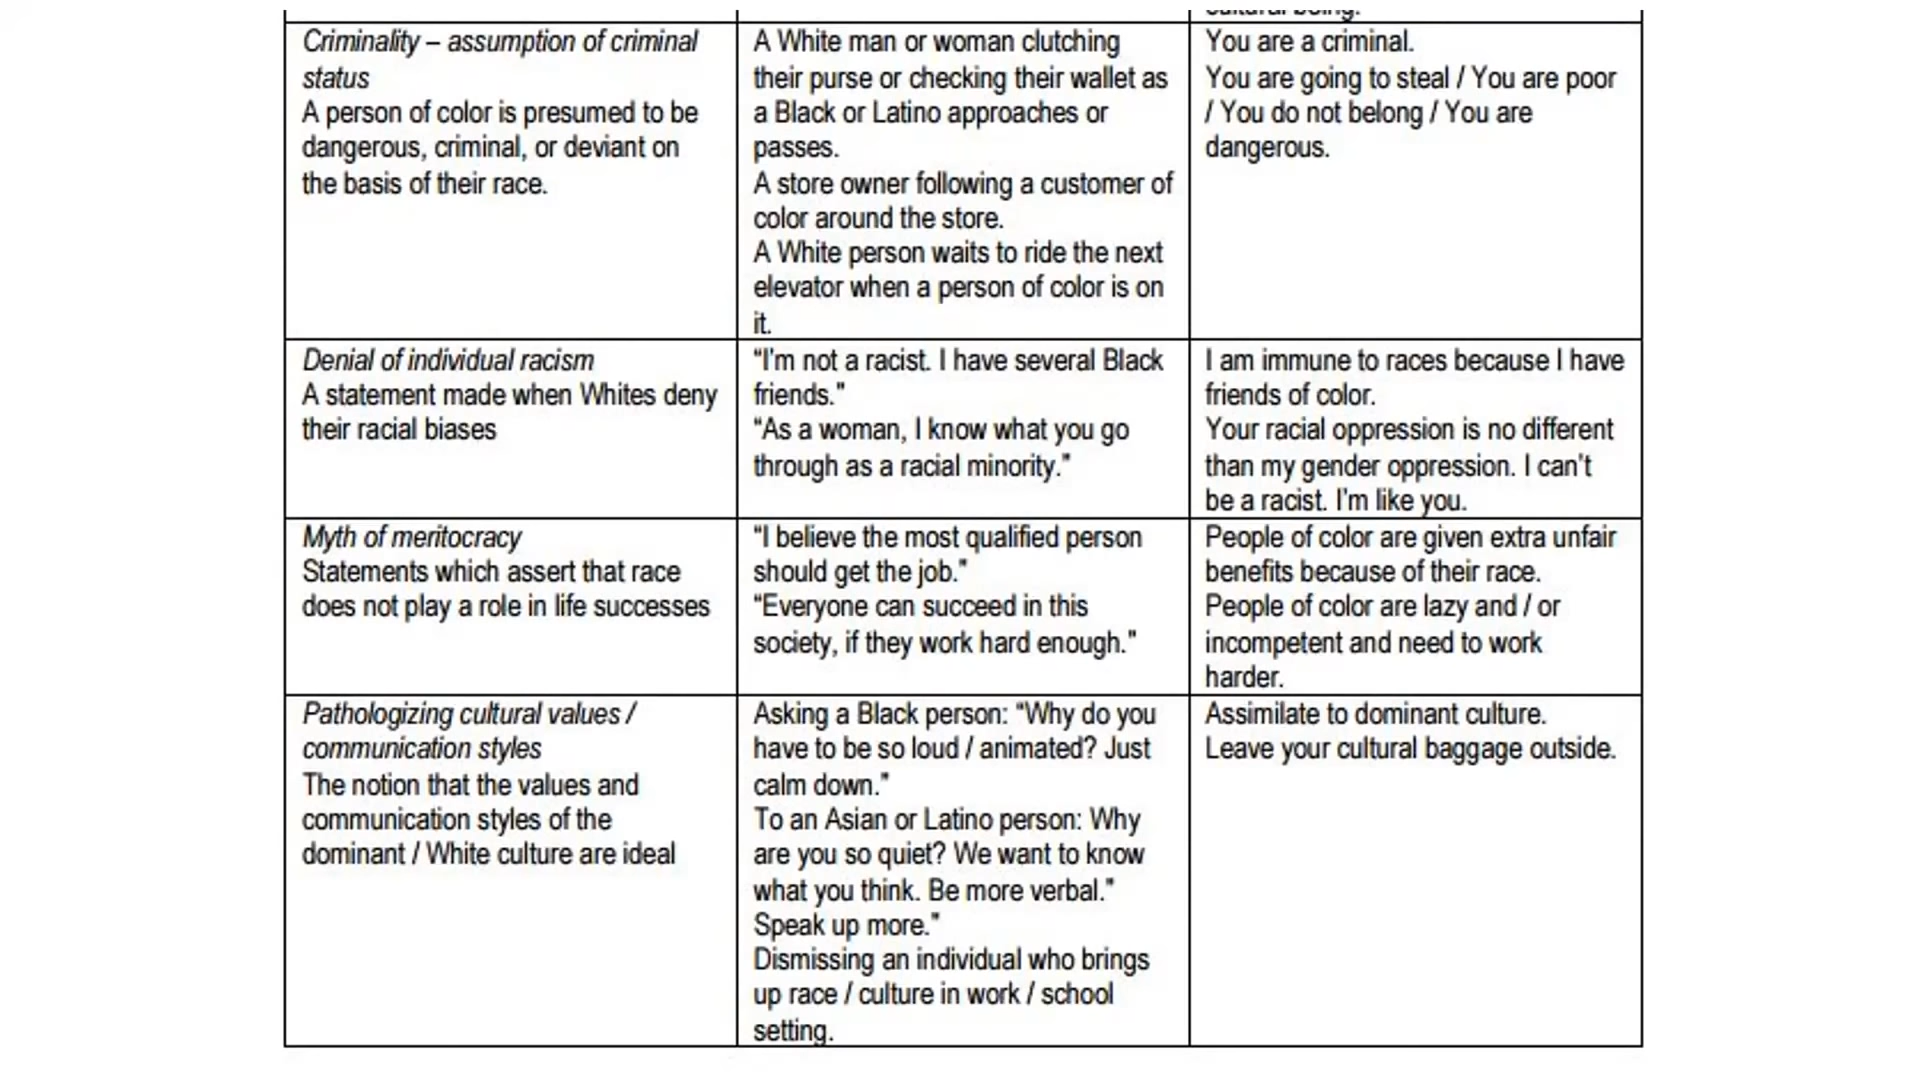 cultural being.
Criminality – assumption of criminal
status
A person of color is presumed to be
dangerous, criminal, or deviant on
the basis of their race.
A White man or woman clutching
their purse or checking their wallet as
a Black or Latino approaches or
passes.
A store owner following a customer of
color around the store.
A White person waits to ride the next
elevator when a person of color is on
it.
You are a criminal.
You are going to steal / You are poor
/ You do not belong / You are
dangerous.
Denial of individual racism
A statement made when Whites deny
their racial biases
“I’m not a racist. I have several Black
friends.”
“As a woman, I know what you go
through as a racial minority.”
I am immune to races because I have
friends of color.
Your racial oppression is no different
than my gender oppression. I can’t
be a racist. I’m like you.
Myth of meritocracy
Statements which assert that race
does not play a role in life successes
“I believe the most qualified person
should get the job.”
“Everyone can succeed in this
society, if they work hard enough.”
People of color are given extra unfair
benefits because of their race.
People of color are lazy and / or
incompetent and need to work
harder.
Pathologizing cultural values /
communication styles
The notion that the values and
communication styles of the
dominant / White culture are ideal
Asking a Black person: “Why do you
have to be so loud / animated? Just
calm down.”
To an Asian or Latino person: Why
are you so quiet? We want to know
what you think. Be more verbal.”
Speak up more.”
Dismissing an individual who brings
up race / culture in work / school
setting.
Assimilate to dominant culture.
Leave your cultural baggage outside.